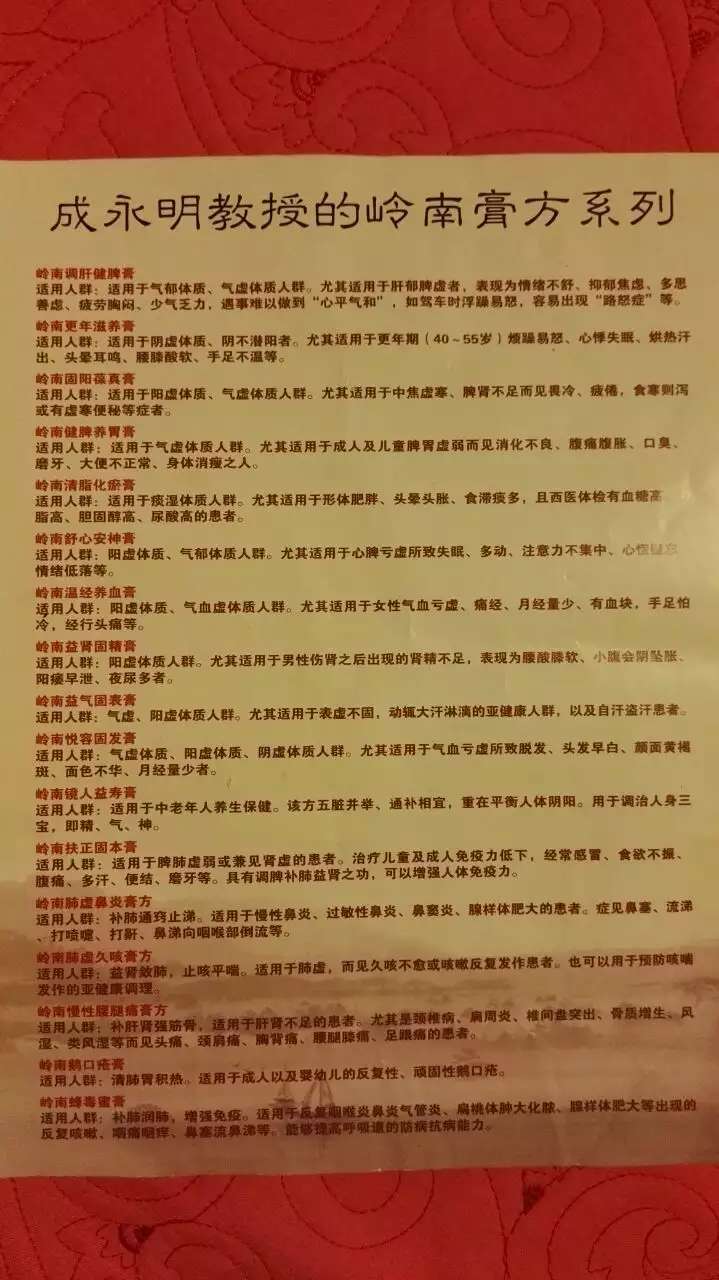 成永明教授的岭南膏方系列
岭南调肝健脾膏
适用人群：适用于气郁体质、气虚体质人群。尤其适用于肝郁脾虚者，表现为情绪不舒、抑郁焦虑、多思
善虑、疲劳胸闷、少气乏力，遇事难以做到“心平气和”，如驾车时浮躁易怒，容易出现“路怒症”等。
岭南更年滋养膏
适用人群：适用于阴虚体质、阴不潜阳者。尤其适用于更年期（40～55岁）烦躁易怒、心悸失眠、烘热汗
出、头晕耳鸣、腰膝酸软、手足不温等。
岭南固阳葆真膏
适用人群：适用于阳虚体质、气虚体质人群。尤其适用于中焦虚寒、脾肾不足而见畏冷、疲倦，食寒则泻
或有虚寒便秘等症者。
岭南健脾养胃膏
适用人群：适用于气虚体质人群。尤其适用于成人及儿童脾胃虚弱而见消化不良、腹痛腹胀、口臭、
磨牙、大便不正常、身体消瘦之人。
岭南清脂化瘀膏
适用人群：适用于痰湿体质人群。尤其适用于形体肥胖、头晕头胀、食滞痰多，且西医体检有血糖高
脂高、胆固醇高、尿酸高的患者。
岭南舒心安神膏
适用人群：阳虚体质、气郁体质人群。尤其适用于心脾亏虚所致失眠、多动、注意力不集中、心
情绪低落等。
岭南温经养血膏
适用人群：阳虚体质、气血虚体质人群。尤其适用于女性气血亏虚、痛经、月经量少、有血块，手足怕
冷，经行头痛等。
岭南益肾固精膏
适用人群：阳虚体质人群。尤其适用于男性伤肾之后出现的肾精不足，表现为腰酸膝软、小腹会阴坠胀、
阳痿早泄、夜尿多者。
岭南益气固表膏
适用人群：气虚、阳虚体质人群。尤其适用于表虚不固，动辄大汗淋漓的亚健康人群，以及自汗盗汗患者。
岭南悦容固发膏
适用人群：气虚体质、阳虚体质、阴虚体质人群。尤其适用于气血亏虚所致脱发、头发早白、颜面黄褐
斑、面色不华、月经量少者。
岭南镜人益寿膏
适用人群：适用于中老年人养生保健。该方五脏并举、通补相宜，重在平衡人体阴阳。用于调治人身三
宝，即精、气、神。
岭南扶正固本膏
适用人群：适用于脾肺虚弱或兼见肾虚的患者。治疗儿童及成人免疫力低下，经常感冒、食欲不振、
腹痛、多汗、便结、磨牙等。具有调脾补肺益肾之功，可以增强人体免疫力。
岭南肺虚鼻炎膏方
适用人群：补肺通窍止涕。适用于慢性鼻炎、过敏性鼻炎、鼻窦炎、腺样体肥大的患者。症见鼻塞、流涕
、打喷嚏、打鼾、鼻涕向咽喉部倒流等。
岭南肺虚久咳膏方
适用人群：益肾敛肺，止咳平喘。适用于肺虚，而见久咳不愈或咳嗽反复发作患者。也可以用于预防咳喘
发作的亚健康调理。
岭南慢性腰腿痛膏方
适用人群：补肝肾强筋骨，适用于肝肾不足的患者。尤其是颈椎病、肩周炎、椎间盘突出、骨质增生、风
湿、类风湿等而见头痛、颈肩痛、胸背痛、腰腿膝痛、足跟痛的患者。
岭南鹅口疮膏
适用人群：清肺胃积热。适用于成人以及婴幼儿的反复性、顽固性鹅口疮。
岭南蜂毒蜜膏
适用人群：补肺润肺，增强免疫。适用于反复咽喉炎鼻炎气管炎、扁桃体肿大化脓、腺样体肥大等出现的
反复咳嗽、咽痛咽痒、鼻塞流鼻涕等。能够提高呼吸道的防病抗病能力。